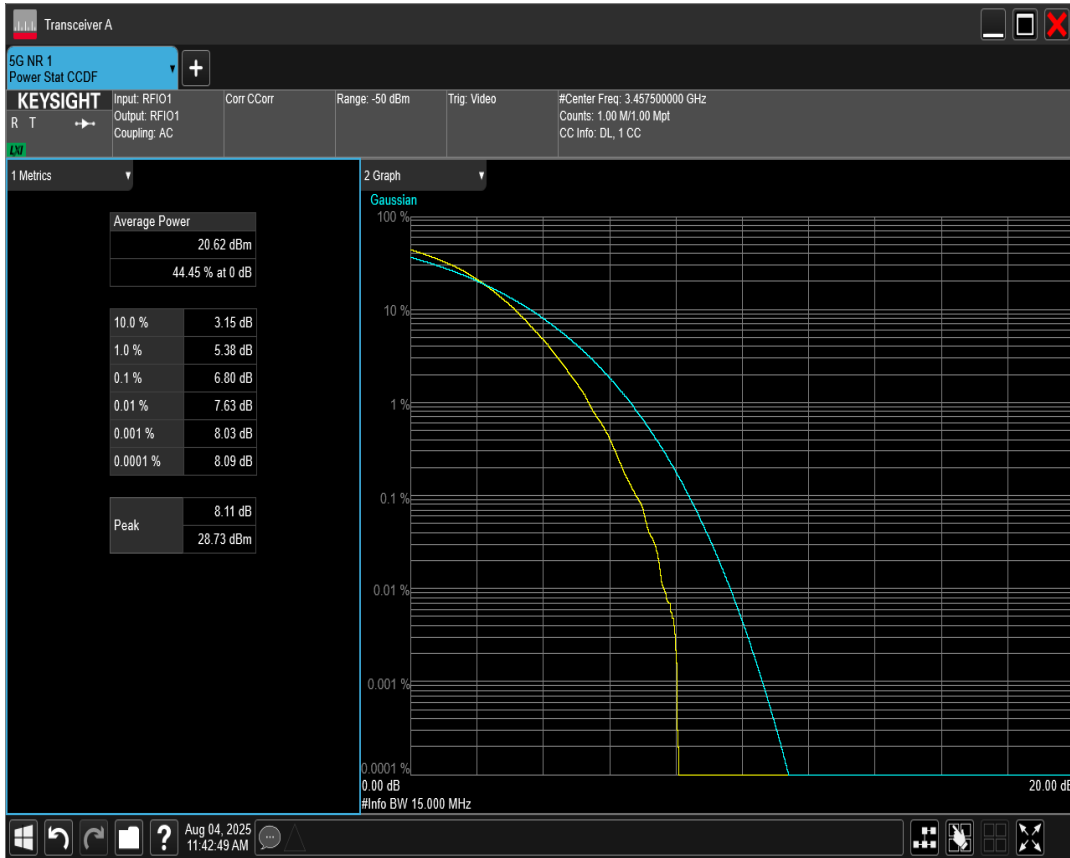 Transceiver A
5G NR 1
Power Stat CCDF
+
KEYSIGHT
R T
LXI
Input: RFIO1
Output: RFIO1
Coupling: AC
Corr CCorr
Range: -50 dBm
Trig: Video
#Center Freq: 3.457500000 GHz
Counts: 1.00 M/1.00 Mpt
CC Info: DL, 1 CC
1 Metrics
Average Power
20.62 dBm
44.45 % at 0 dB
10.0 % 3.15 dB
1.0 % 5.38 dB
0.1 % 6.80 dB
0.01 % 7.63 dB
0.001 % 8.03 dB
0.0001 % 8.09 dB
Peak
8.11 dB
28.73 dBm
2 Graph
Gaussian
100 %
10 %
1 %
0.1 %
0.01 %
0.001 %
0.0001 %
0.00 dB
20.00 dB
#Info BW 15.000 MHz
?
Aug 04, 2025
11:42:49 AM